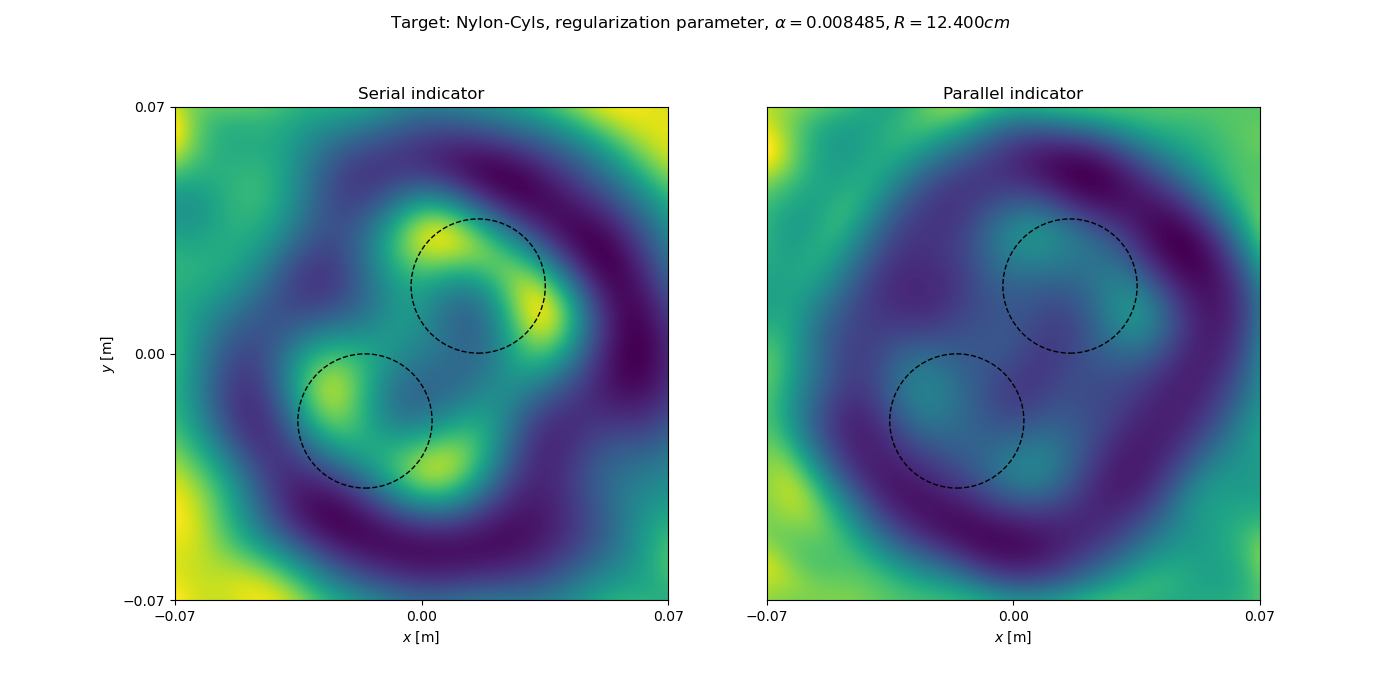 Target: Nylon-Cyls, regularization parameter, α = 0.008485, R = 12.400cm
Serial indicator
Parallel indicator
0.07
0.00
−0.07
y [m]
−0.07
0.00
0.07
x [m]
−0.07
0.00
0.07
x [m]